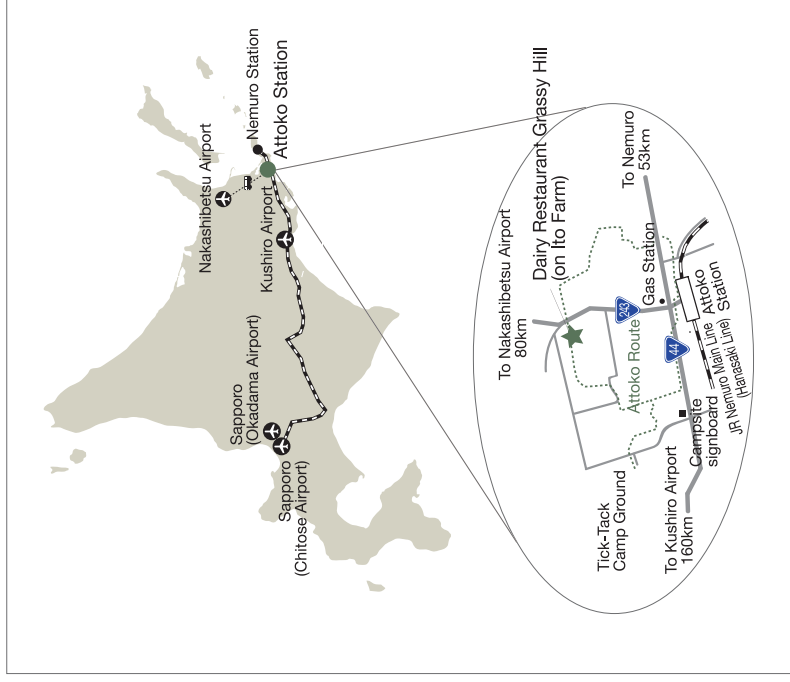 Nemuro Station
Attoko Station
Nakashibetsu Airport
Kushiro Airport
Sapporo
(Okadama Airport)
Sapporo
(Chitose Airport)
Dairy Restaurant Grassy Hill
(on Ito Farm)
To Nakashibetsu Airport
80km
To Nemuro
53km
Gas Station
243
44
Attoko Route
Attoko
Station
JR Nemuro Main Line
(Hanasaki Line)
Campsite
signboard
Tick-Tack
Camp Ground
To Kushiro Airport
160km